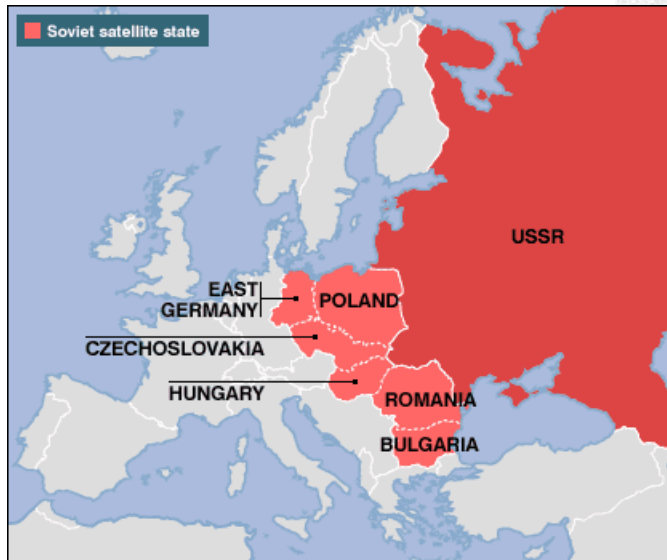 Soviet satellite state
USSR
EAST
GERMANY
POLAND
CZECHOSLOVAKIA
HUNGARY
ROMANIA
BULGARIA